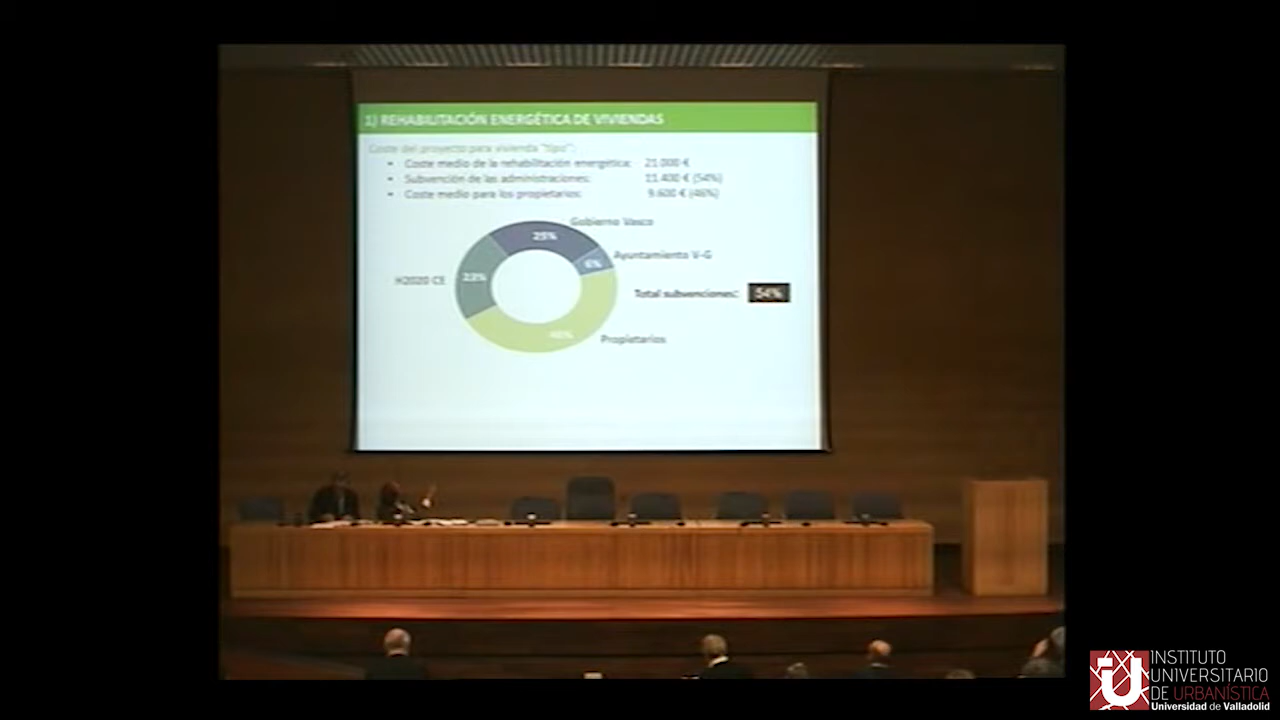 1) REHABILITACIÓN ENERGÉTICA DE VIVIENDAS
Coste del proyecto para vivienda "tipo":
• Coste medio de la rehabilitación energética: 21 000 €
• Subvención de las administraciones: 11.400 € (54%)
• Coste medio para los propietarios: 9.600 € (46%)
Gobierno Vasco
25%
Ayuntamiento V-G
6%
H2020 CE
23%
Total subvenciones: 54%
46%
Propietarios
INSTITUTO
UNIVERSITARIO
DE URBANÍSTICA
Universidad de Valladolid